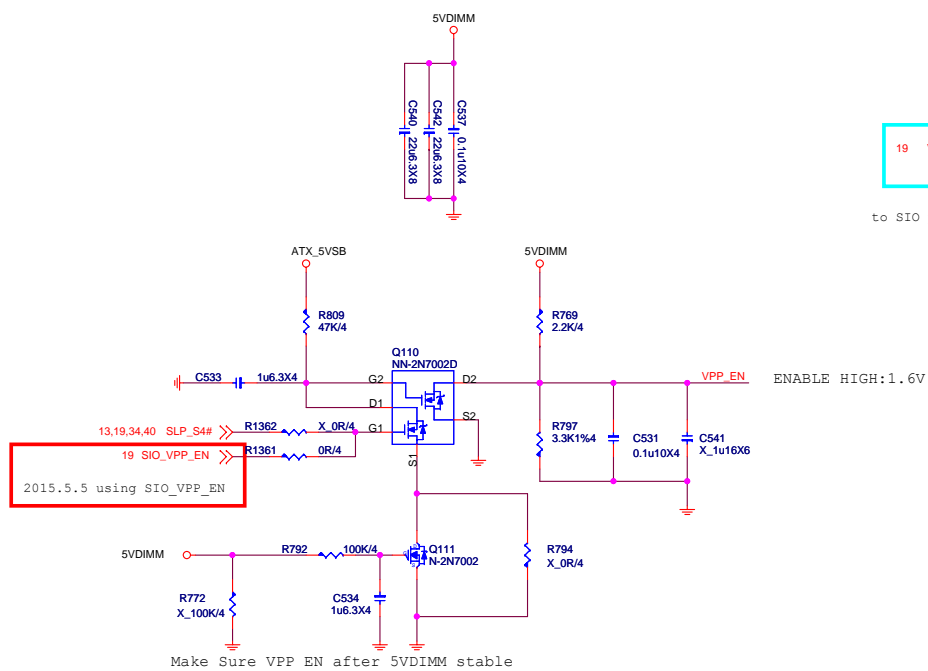 5VDIMM
C540 22u6.3X8
C542 22u6.3X8
C537 0.1u10X4
19
to SIO
ATX_5VSB
5VDIMM
R809
47K/4
R769
2.2K/4
Q110
NN-2N7002D
C533 1u6.3X4
G2
D2
VPP_EN
ENABLE HIGH:1.6V
D1
S2
G1
S1
13,19,34,40 SLP_S4# R1362 X_0R/4
19 SIO_VPP_EN R1361 0R/4
2015.5.5 using SIO_VPP_EN
R797
3.3K1%4
C531
0.1u10X4
C541
X_1u16X6
5VDIMM
R792 100K/4
Q111
N-2N7002
R794
X_0R/4
R772
X_100K/4
C534
1u6.3X4
Make Sure VPP EN after 5VDIMM stable